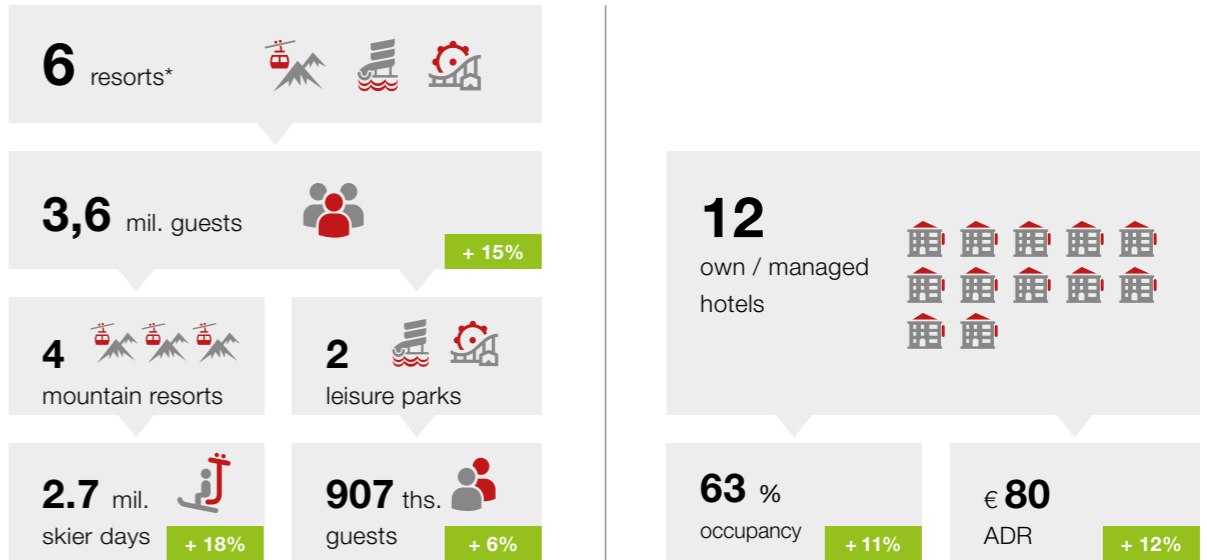 6 resorts*
3,6 mil. guests
+ 15%
4
mountain resorts
2
leisure parks
2.7 mil.
skier days
+ 18%
907 ths.
guests
+ 6%
12
own / managed
hotels
63 %
occupancy
+ 11%
€ 80
ADR
+ 12%